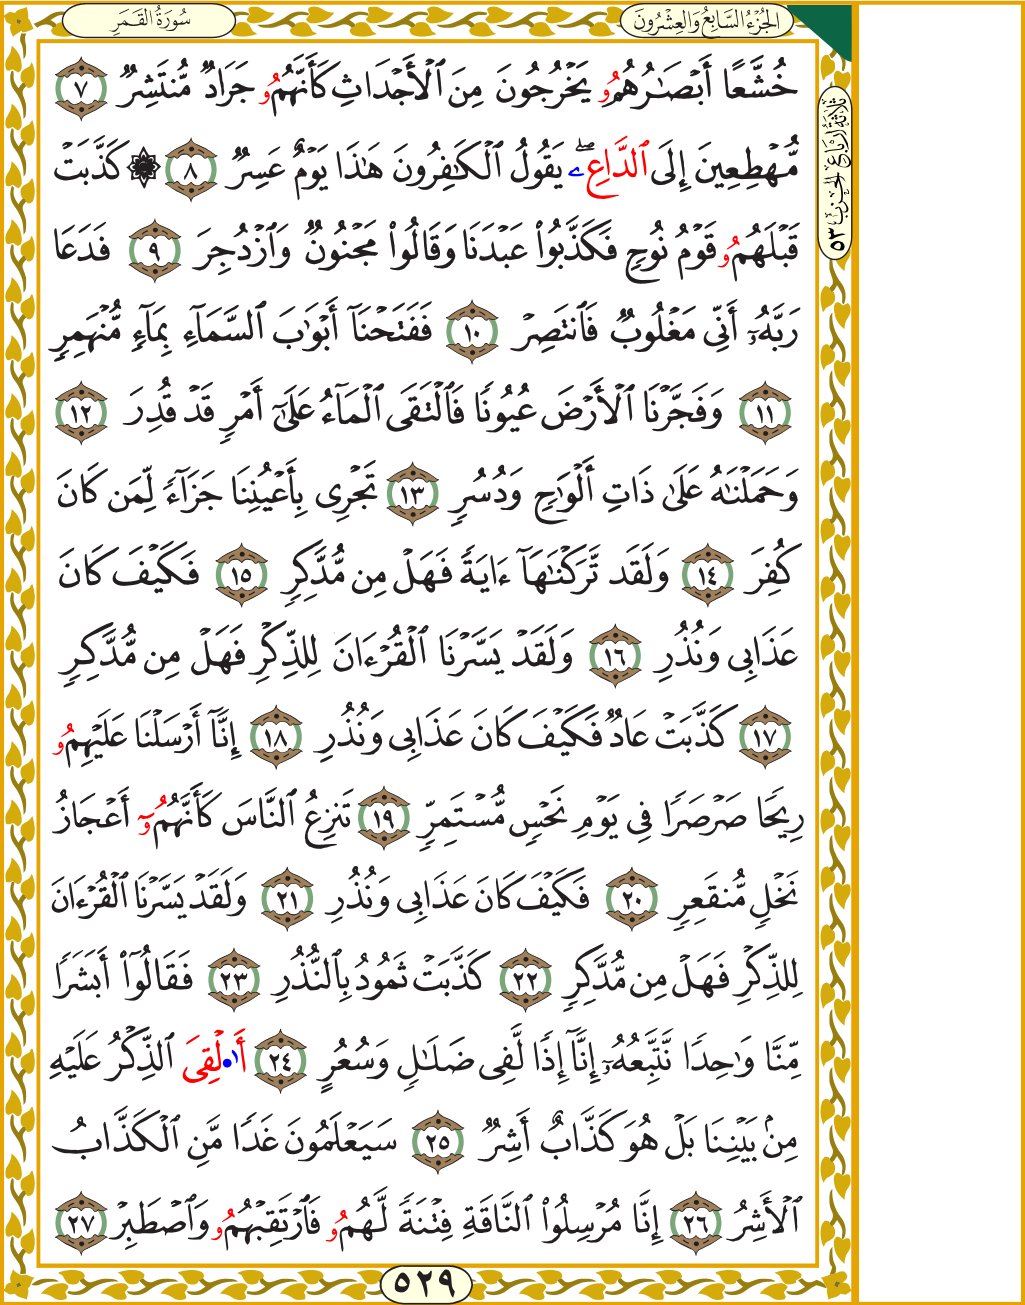 سُورَةُ القَمَر
الجُزْءُ السَّابِعُ وَالعِشْرُونَ
ثَلَاثَةُ أَرْبَاعِ الحِزْب ٥٣
خُشَّعًا أَبْصَٰرُهُمُۥ يَخْرُجُونَ مِنَ ٱلْأَجْدَاثِ كَأَنَّهُمُۥ جَرَادٌ مُّنتَشِرٌ ٧
مُّهْطِعِينَ إِلَى ٱلدَّاعِۦ يَقُولُ ٱلْكَٰفِرُونَ هَٰذَا يَوْمٌ عَسِرٌ ٨ ۞ كَذَّبَتْ
قَبْلَهُمُۥ قَوْمُ نُوحٍ فَكَذَّبُوا۟ عَبْدَنَا وَقَالُوا۟ مَجْنُونٌ وَٱزْدُجِرَ ٩ فَدَعَا
رَبَّهُۥٓ أَنِّى مَغْلُوبٌ فَٱنتَصِرْ ١٠ فَفَتَحْنَآ أَبْوَٰبَ ٱلسَّمَآءِ بِمَآءٍ مُّنْهَمِرٍ
١١ وَفَجَّرْنَا ٱلْأَرْضَ عُيُونًا فَٱلْتَقَى ٱلْمَآءُ عَلَىٰٓ أَمْرٍ قَدْ قُدِرَ ١٢
وَحَمَلْنَٰهُ عَلَىٰ ذَاتِ أَلْوَٰحٍ وَدُسُرٍ ١٣ تَجْرِى بِأَعْيُنِنَا جَزَآءً لِّمَن كَانَ
كُفِرَ ١٤ وَلَقَد تَّرَكْنَٰهَآ ءَايَةً فَهَلْ مِن مُّدَّكِرٍ ١٥ فَكَيْفَ كَانَ
عَذَابِى وَنُذُرِ ١٦ وَلَقَدْ يَسَّرْنَا ٱلْقُرْءَانَ لِلذِّكْرِ فَهَلْ مِن مُّدَّكِرٍ
١٧ كَذَّبَتْ عَادٌ فَكَيْفَ كَانَ عَذَابِى وَنُذُرِ ١٨ إِنَّآ أَرْسَلْنَا عَلَيْهِمُۥ
رِيحًا صَرْصَرًا فِى يَوْمِ نَحْسٍ مُّسْتَمِرٍّ ١٩ تَنزِعُ ٱلنَّاسَ كَأَنَّهُمُۥٓ أَعْجَازُ
نَخْلٍ مُّنقَعِرٍ ٢٠ فَكَيْفَ كَانَ عَذَابِى وَنُذُرِ ٢١ وَلَقَدْ يَسَّرْنَا ٱلْقُرْءَانَ
لِلذِّكْرِ فَهَلْ مِن مُّدَّكِرٍ ٢٢ كَذَّبَتْ ثَمُودُ بِٱلنُّذُرِ ٢٣ فَقَالُوٓا۟ أَبَشَرًا
مِّنَّا وَٰحِدًا نَّتَّبِعُهُۥٓ إِنَّآ إِذًا لَّفِى ضَلَٰلٍ وَسُعُرٍ ٢٤ أَا۟•لْقِىَ ٱلذِّكْرُ عَلَيْهِ
مِنۢ بَيْنِنَا بَلْ هُوَ كَذَّابٌ أَشِرٌ ٢٥ سَيَعْلَمُونَ غَدًا مَّنِ ٱلْكَذَّابُ
ٱلْأَشِرُ ٢٦ إِنَّا مُرْسِلُوا۟ ٱلنَّاقَةِ فِتْنَةً لَّهُمُۥ فَٱرْتَقِبْهُمُۥ وَٱصْطَبِرْ ٢٧
٥٢٩